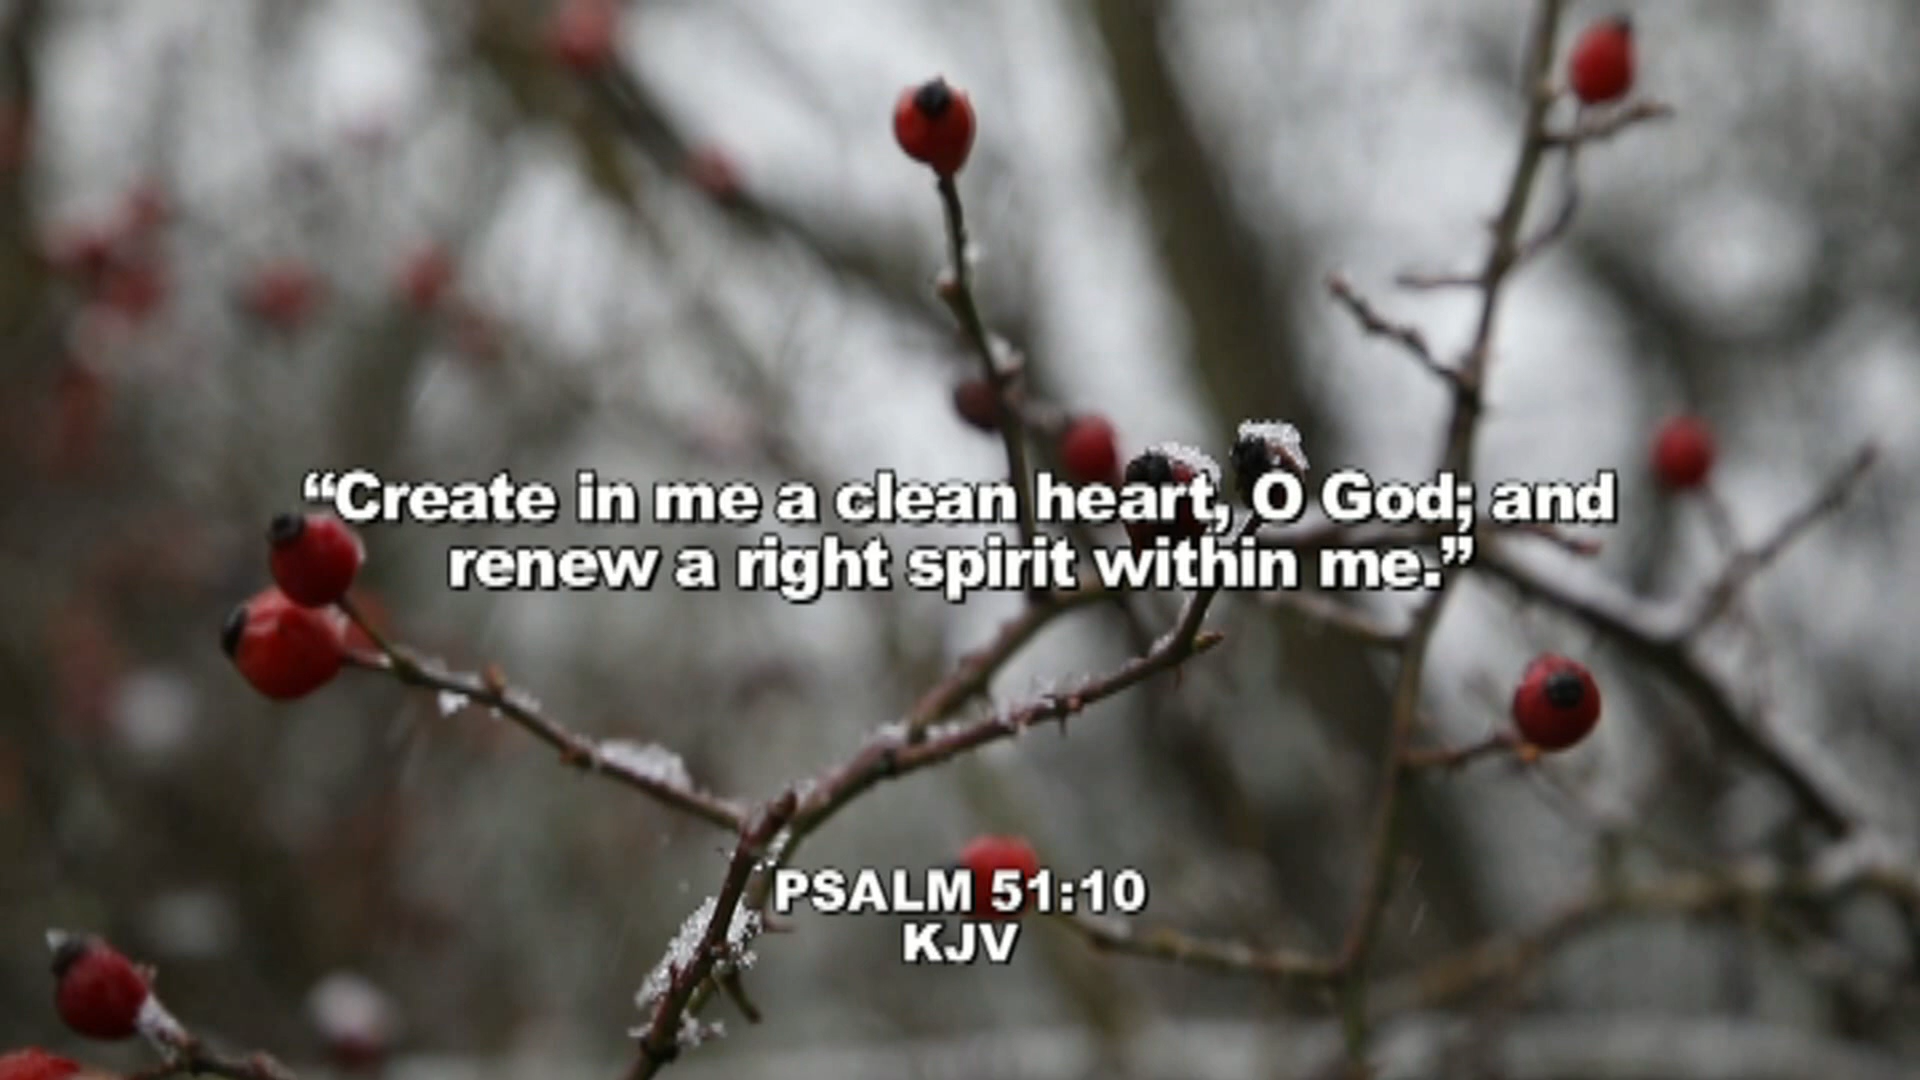 “Create in me a clean heart, O God; and
renew a right spirit within me.”
PSALM 51:10
KJV